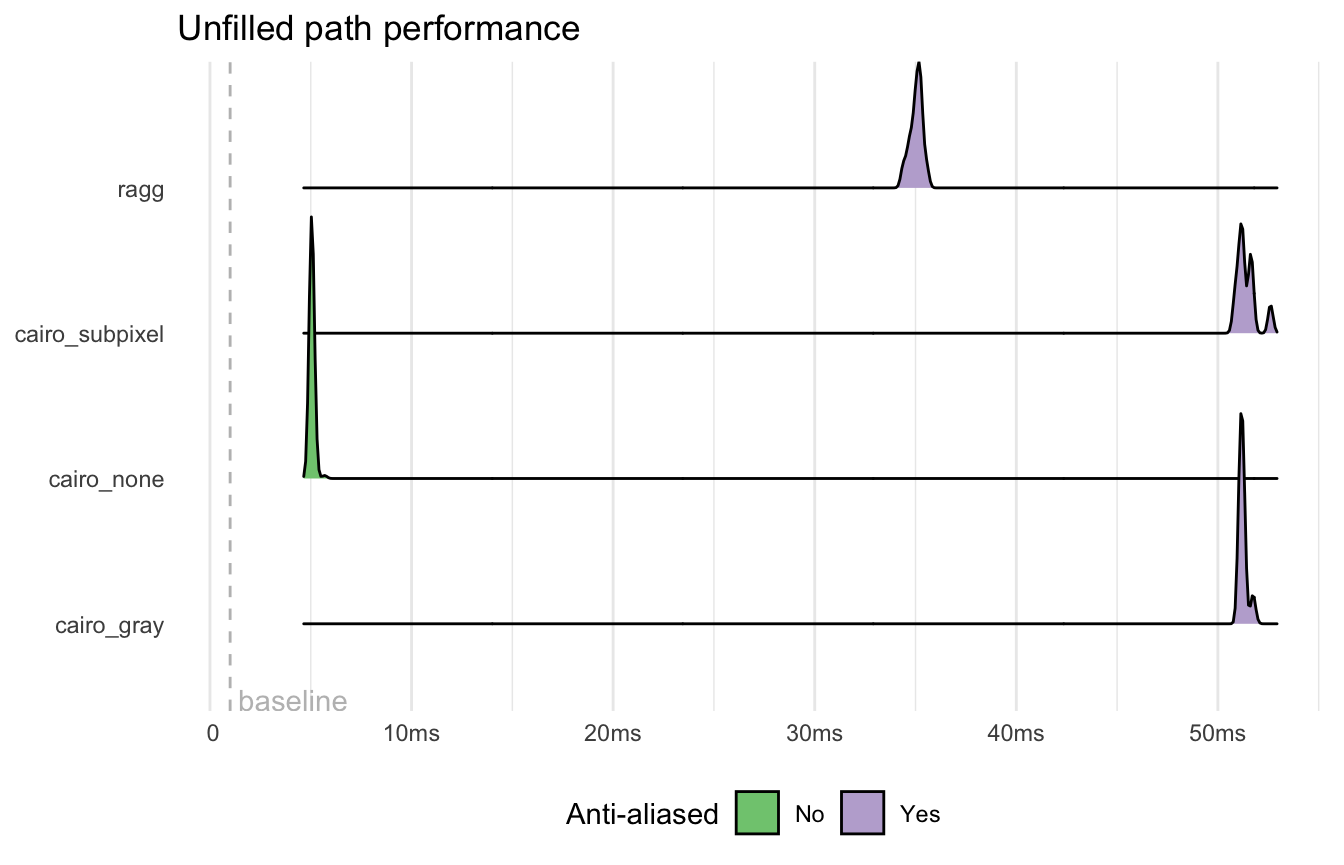 Unfilled path performance
ragg
cairo_subpixel
cairo_none
cairo_gray
baseline
0 10ms 20ms 30ms 40ms 50ms
Anti-aliased No Yes